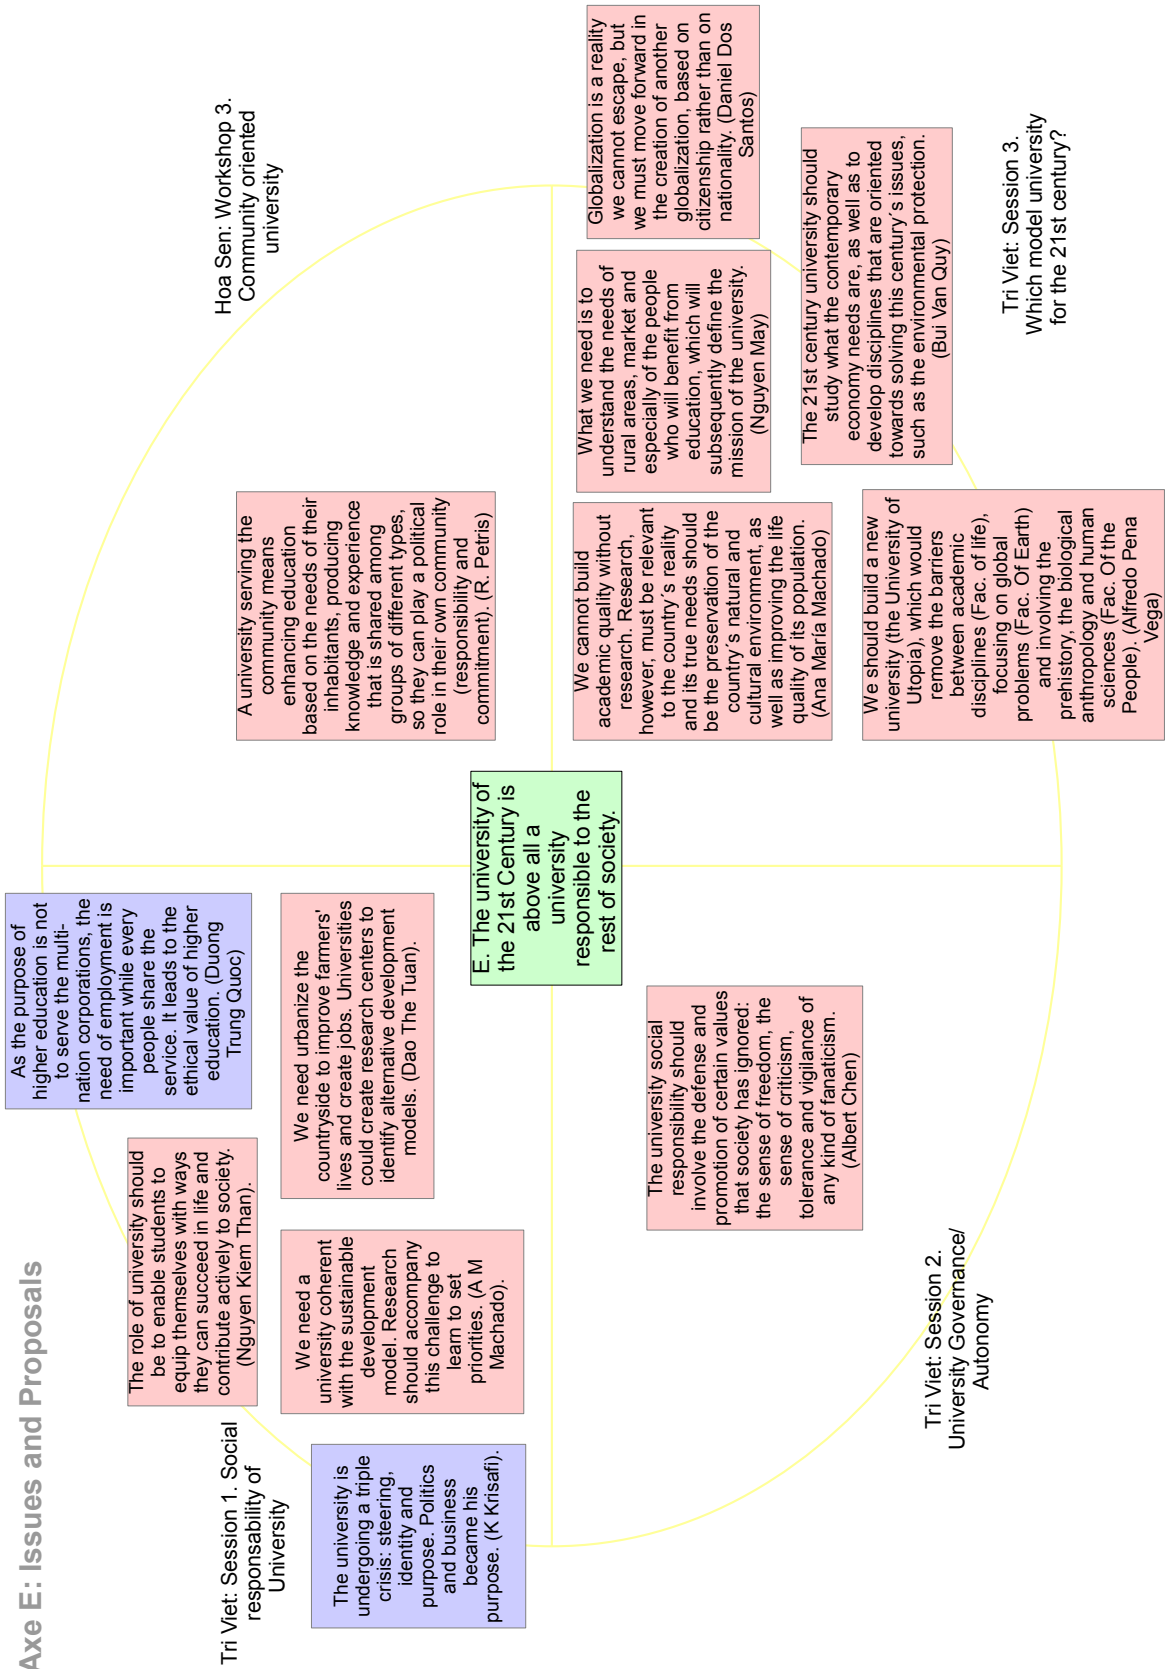 Axe E: Issues and Proposals
Tri Viet: Session 1. Social
responsability of
University
The university is
undergoing a triple
crisis: steering,
identity and
purpose. Politics
and business
became his
purpose. (K Krisafi).
The role of university should
be to enable students to
equip themselves with ways
they can succeed in life and
contribute actively to society.
(Nguyen Kiem Than).
As the purpose of
higher education is not
to serve the multi-
nation corporations, the
need of employment is
important while every
people share the
service. It leads to the
ethical value of higher
education. (Duong
Trung Quoc)
We need a
university coherent
with the sustainable
development
model. Research
should accompany
this challenge to
learn to set
priorities. (A M
Machado).
We need urbanize the
countryside to improve farmers'
lives and create jobs. Universities
could create research centers to
identify alternative development
models. (Dao The Tuan).
Hoa Sen: Workshop 3.
Community oriented
university
A university serving the
community means
enhancing education
based on the needs of their
inhabitants, producing
knowledge and experience
that is shared among
groups of different types,
so they can play a political
role in their own community
(responsibility and
commitment). (R. Petris)
E. The university of
the 21st Century is
above all a
university
responsible to the
rest of society.
The university social
responsibility should
involve the defense and
promotion of certain values
that society has ignored:
the sense of freedom, the
sense of criticism,
tolerance and vigilance of
any kind of fanaticism.
(Albert Chen)
Tri Viet: Session 2.
University Governance/
Autonomy
We cannot build
academic quality without
research. Research,
however, must be relevant
to the country´s reality
and its true needs should
be the preservation of the
country´s natural and
cultural environment, as
well as improving the life
quality of its population.
(Ana María Machado)
What we need is to
understand the needs of
rural areas, market and
especially of the people
who will benefit from
education, which will
subsequently define the
mission of the university.
(Nguyen May)
Globalization is a reality
we cannot escape, but
we must move forward in
the creation of another
globalization, based on
citizenship rather than on
nationality. (Daniel Dos
Santos)
The 21st century university should
study what the contemporary
economy needs are, as well as to
develop disciplines that are oriented
towards solving this century´s issues,
such as the environmental protection.
(Bui Van Quy)
We should build a new
university (the University of
Utopia), which would
remove the barriers
between academic
disciplines (Fac. of life),
focusing on global
problems (Fac. Of Earth)
and involving the
prehistory, the biological
anthropology and human
sciences (Fac. Of the
People). (Alfredo Pena
Vega)
Tri Viet: Session 3.
Which model university
for the 21st century?